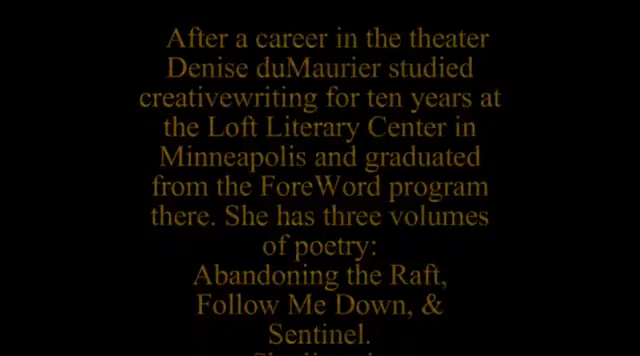 After a career in the theater
Denise duMaurier studied
creativewriting for ten years at
the Loft Literary Center in
Minneapolis and graduated
from the ForeWord program
there. She has three volumes
of poetry:
Abandoning the Raft,
Follow Me Down, &
Sentinel.